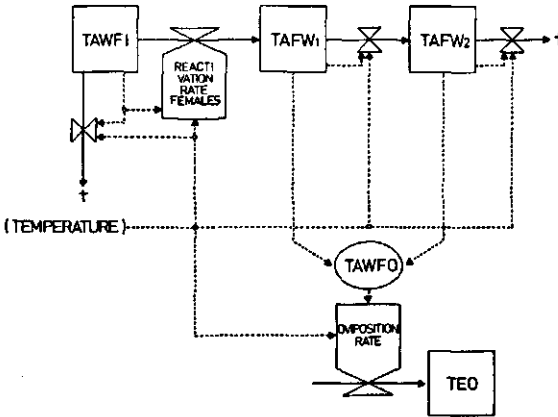 TAWFI
TAFW1
TAFW2
REACTI
VATION
RATE
FEMALES
†
†
(TEMPERATURE)
TAWFO
OVIPOSITION
RATE
TEO